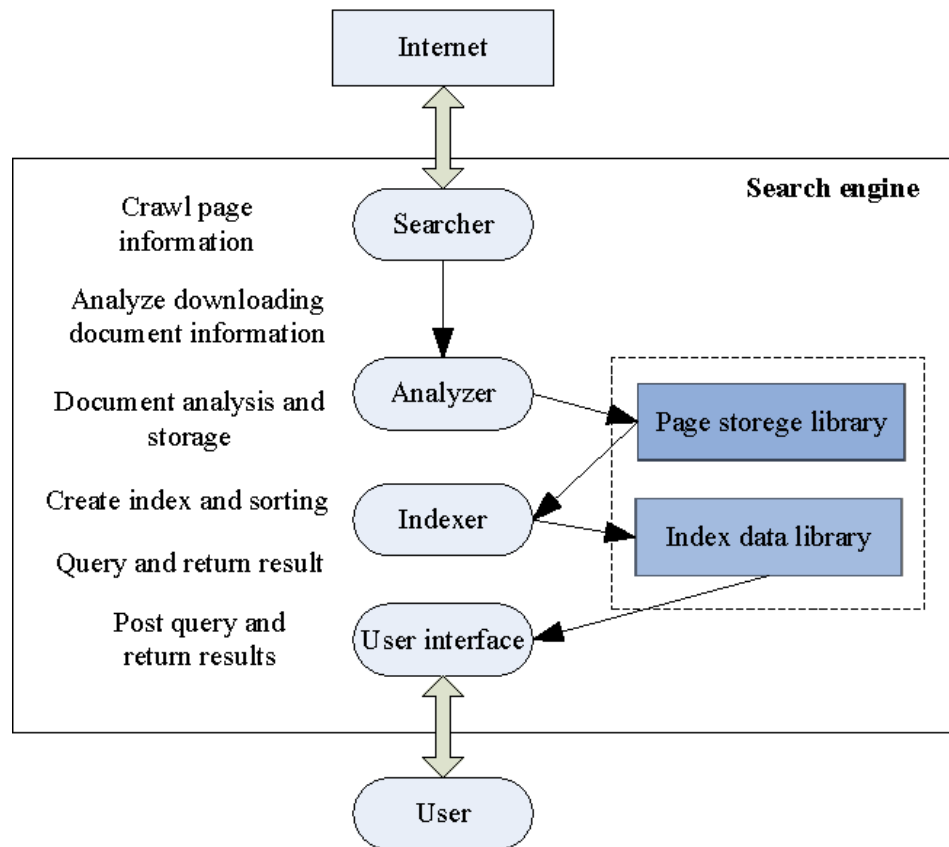 Internet
Search engine
Crawl page
information
Searcher
Analyze downloading
document information
Analyzer
Page storege library
Document analysis and
storage
Create index and sorting
Indexer
Index data library
Query and return result
Post query and
return results
User interface
User